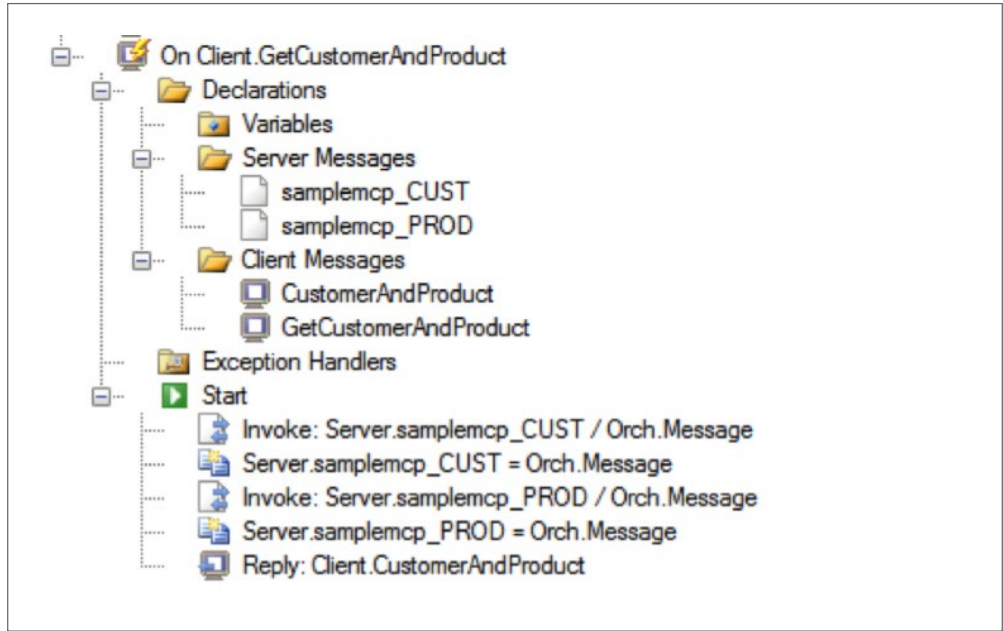 On Client.GetCustomerAndProduct
Declarations
Variables
Server Messages
samplemcp_CUST
samplemcp_PROD
Client Messages
CustomerAndProduct
GetCustomerAndProduct
Exception Handlers
Start
Invoke: Server.samplemcp_CUST / Orch.Message
Server.samplemcp_CUST = Orch.Message
Invoke: Server.samplemcp_PROD / Orch.Message
Server.samplemcp_PROD = Orch.Message
Reply: Client.CustomerAndProduct